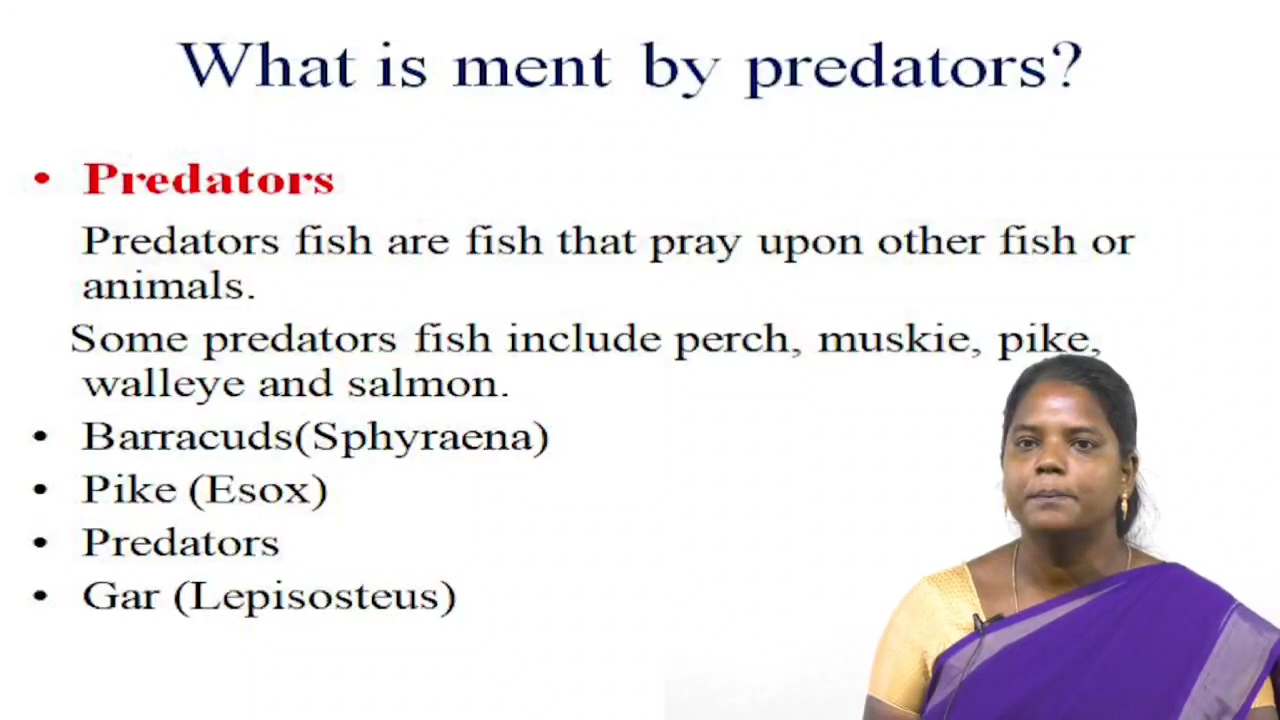 What is ment by predators?
• Predators
Predators fish are fish that pray upon other fish or
animals.
Some predators fish include perch, muskie, pike,
walleye and salmon.
• Barracuds(Sphyraena)
• Pike (Esox)
• Predators
• Gar (Lepisosteus)